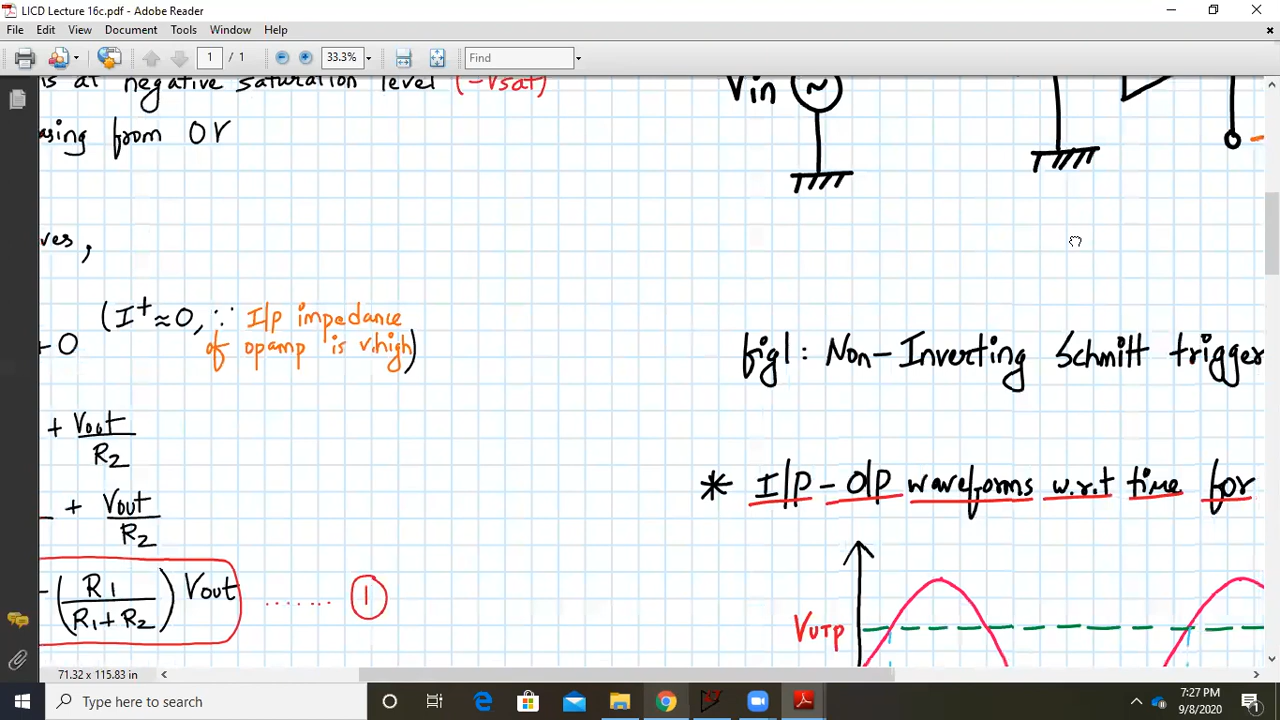 LICD Lecture 16c.pdf - Adobe Reader
File Edit View Document Tools Window Help
1 / 1 33.3% Find
is at negative saturation level (-Vsat)
asing from 0V
ves,
(I+ ≈ 0, ∵ I/P impedance
of opamp is v.high)
+ 0
+ Vout/R2
+ Vout/R2
(R1/(R1+R2)) Vout ....... 1
Vin
fig1: Non-Inverting Schmitt trigger
* I/P - O/P waveforms w.r.t time for
VUTP
71.32 x 115.83 in
Type here to search
7:27 PM
9/8/2020
1